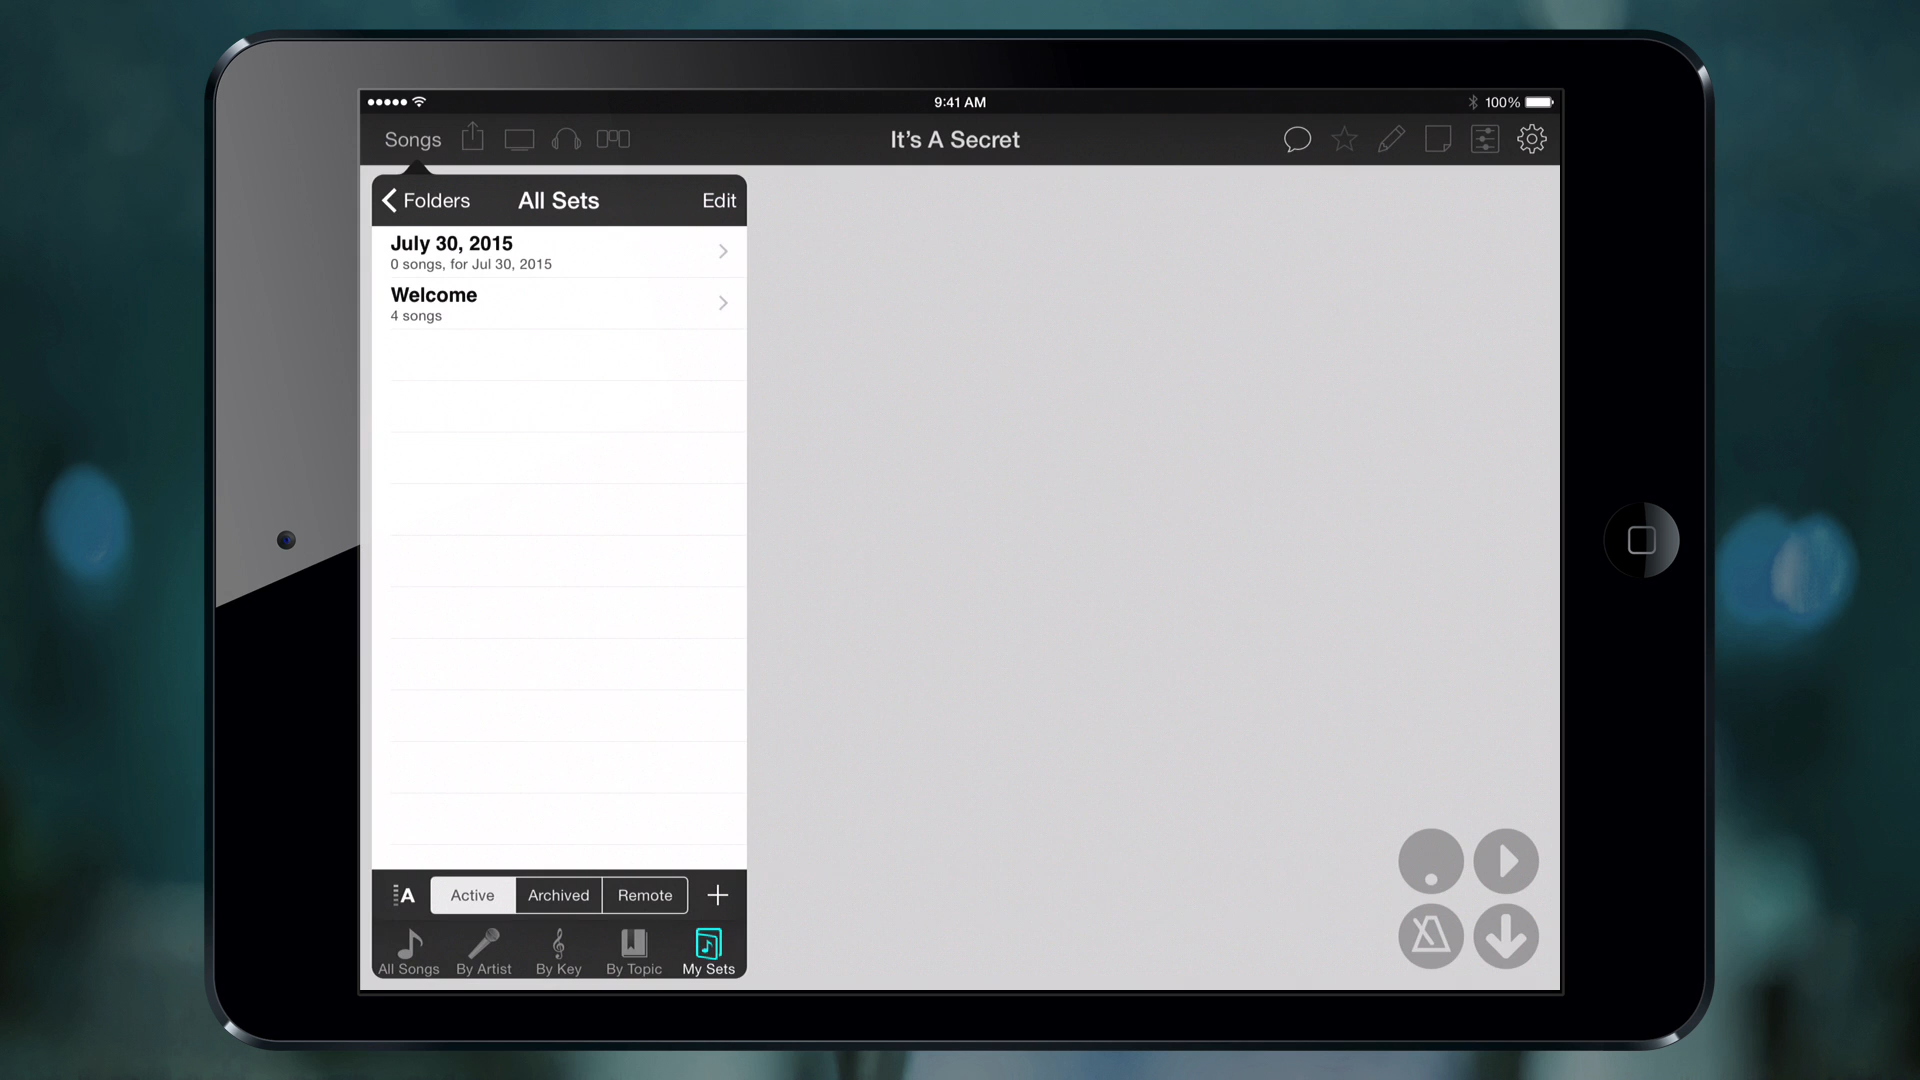 9:41 AM
100%
Songs
It's A Secret
Folders
All Sets
Edit
July 30, 2015
0 songs, for Jul 30, 2015
Welcome
4 songs
A
Active
Archived
Remote
All Songs
By Artist
By Key
By Topic
My Sets